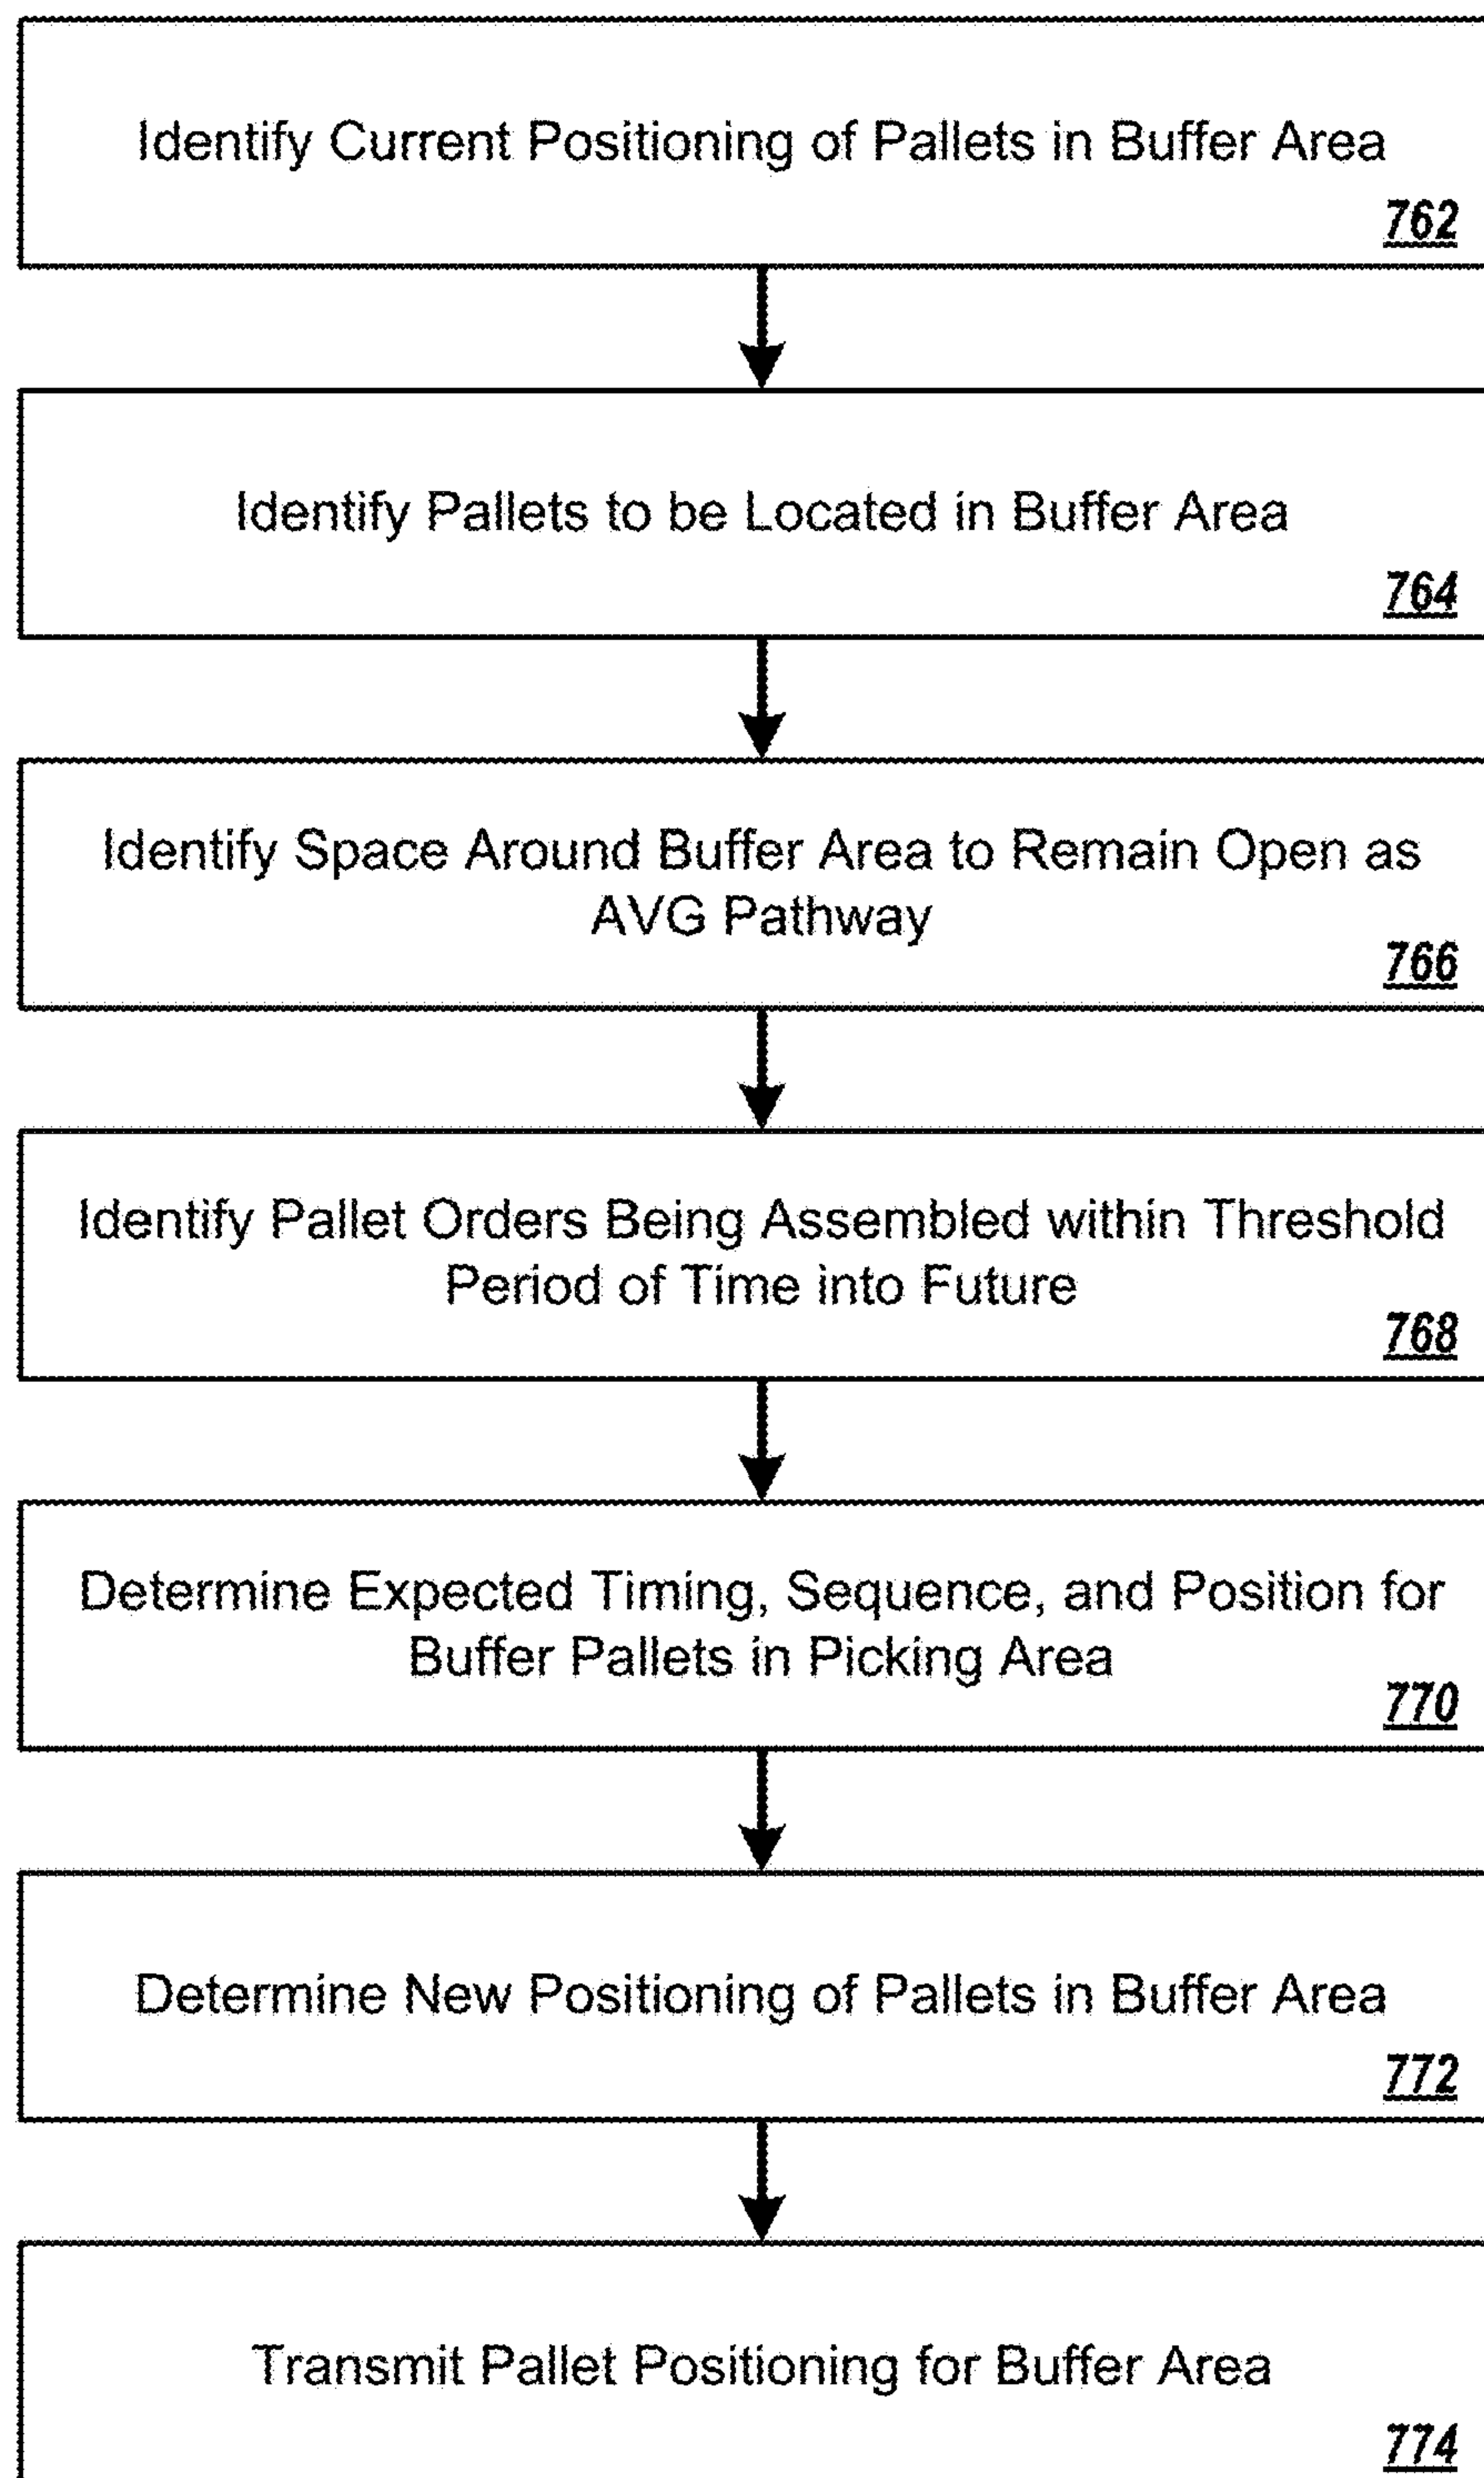 Identify Current Positioning of Pallets in Buffer Area
762
Identify Pallets to be Located in Buffer Area
764
Identify Space Around Buffer Area to Remain Open as
AVG Pathway
766
Identify Pallet Orders Being Assembled within Threshold
Period of Time into Future
768
Determine Expected Timing, Sequence, and Position for
Buffer Pallets in Picking Area
770
Determine New Positioning of Pallets in Buffer Area
772
Transmit Pallet Positioning for Buffer Area
774